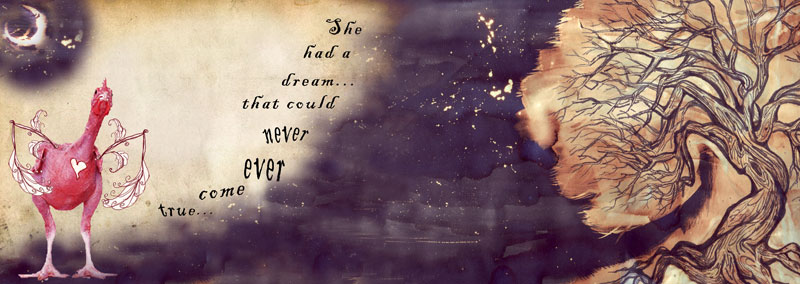 She
had a
dream...
that could
never
ever
come
true...